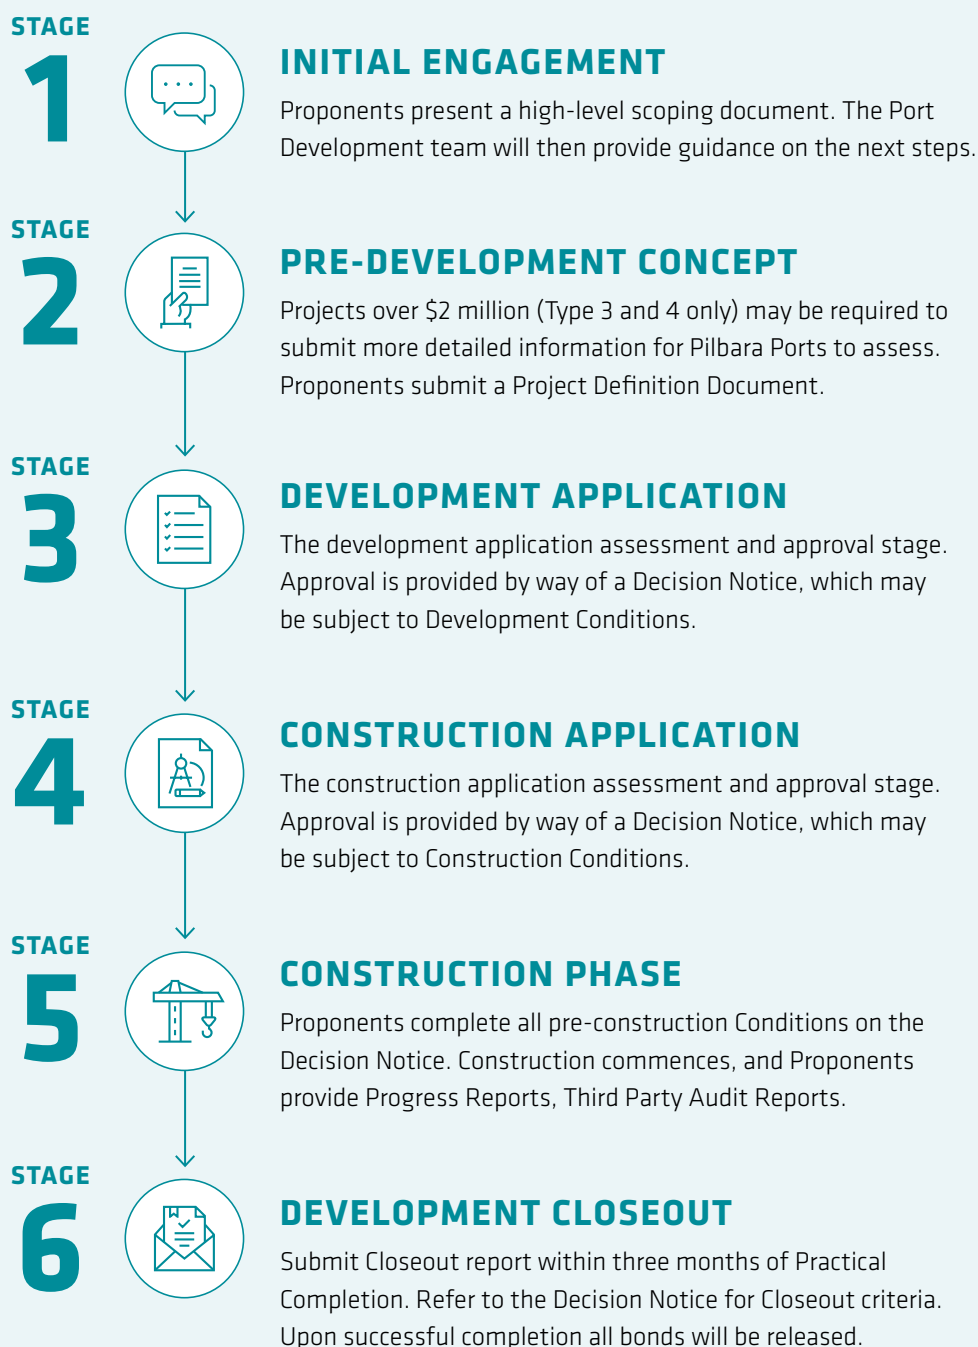 STAGE
1
INITIAL ENGAGEMENT
Proponents present a high-level scoping document. The Port
Development team will then provide guidance on the next steps.
STAGE
2
PRE-DEVELOPMENT CONCEPT
Projects over $2 million (Type 3 and 4 only) may be required to
submit more detailed information for Pilbara Ports to assess.
Proponents submit a Project Definition Document.
STAGE
3
DEVELOPMENT APPLICATION
The development application assessment and approval stage.
Approval is provided by way of a Decision Notice, which may
be subject to Development Conditions.
STAGE
4
CONSTRUCTION APPLICATION
The construction application assessment and approval stage.
Approval is provided by way of a Decision Notice, which may
be subject to Construction Conditions.
STAGE
5
CONSTRUCTION PHASE
Proponents complete all pre-construction Conditions on the
Decision Notice. Construction commences, and Proponents
provide Progress Reports, Third Party Audit Reports.
STAGE
6
DEVELOPMENT CLOSEOUT
Submit Closeout report within three months of Practical
Completion. Refer to the Decision Notice for Closeout criteria.
Upon successful completion all bonds will be released.